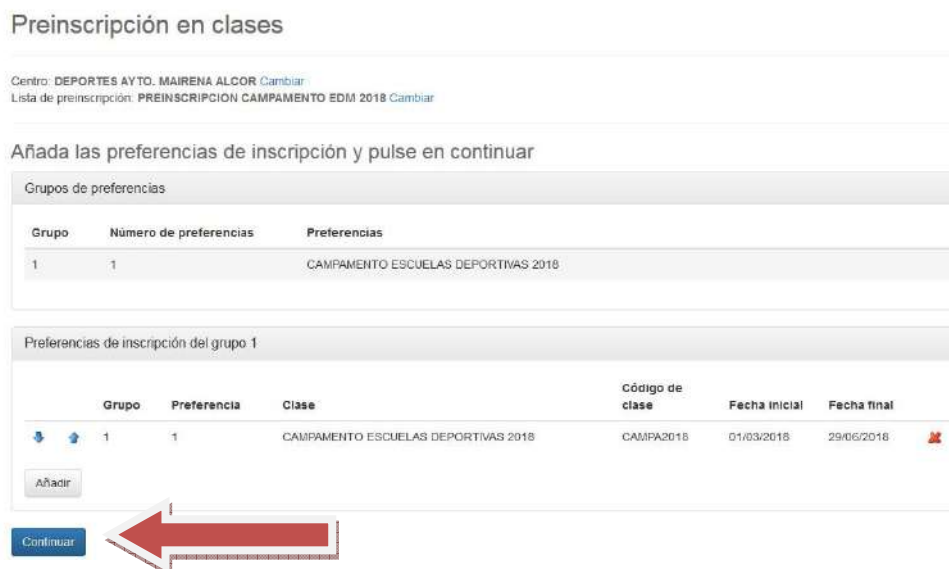 Preinscripción en clases
Centro: DEPORTES AYTO. MAIRENA ALCOR Cambiar
Lista de preinscripción: PREINSCRIPCION CAMPAMENTO EDM 2018 Cambiar
Añada las preferencias de inscripción y pulse en continuar
Grupos de preferencias
Grupo Número de preferencias Preferencias
1 1 CAMPAMENTO ESCUELAS DEPORTIVAS 2018
Preferencias de inscripción del grupo 1
Grupo Preferencia Clase Código de clase Fecha inicial Fecha final
1 1 CAMPAMENTO ESCUELAS DEPORTIVAS 2018 CAMPA2018 01/03/2018 29/06/2018
Añadir
Continuar